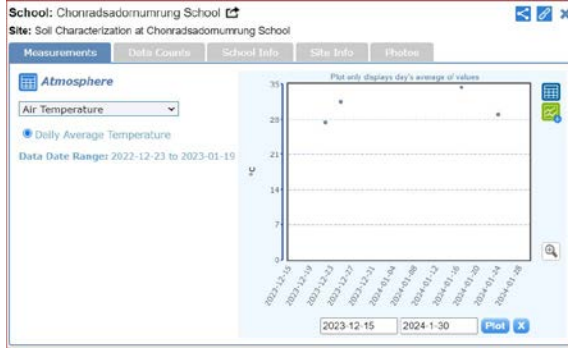 School: Chonradsadornumrung School
Site: Soil Characterization at Chonradsadornumrung School
Measurements
Data Counts
School Info
Site Info
Photos
Atmosphere
Air Temperature
Daily Average Temperature
Data Date Range: 2022-12-23 to 2023-01-19
Plot only displays day's average of values
°C
35
28
21
14
7
0
2023-12-15
2023-12-19
2023-12-23
2023-12-27
2023-12-31
2024-01-04
2024-01-08
2024-01-12
2024-01-16
2024-01-20
2024-01-24
2024-01-28
2023-12-15
2024-1-30
Plot
X